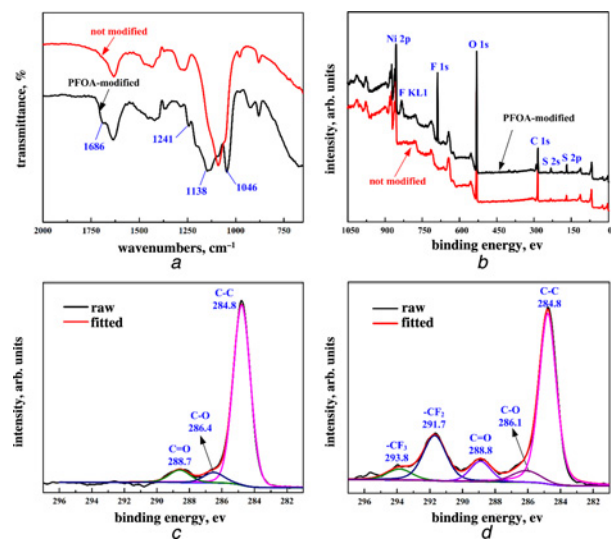 not modified
PFOA-modified
1686
1241
1138
1046
transmittance, %
2000 1750 1500 1250 1000 750
wavenumbers, cm⁻¹
a
Ni 2p
F KL1
F 1s
O 1s
PFOA-modified
C 1s
S 2s
S 2p
not modified
intensity, arb. units
1050 900 750 600 450 300 150 0
binding energy, ev
b
raw
fitted
C-C
284.8
C-O
286.4
C=O
288.7
intensity, arb. units
296 294 292 290 288 286 284 282
binding energy, ev
c
raw
fitted
C-C
284.8
-CF₂
291.7
C-O
286.1
C=O
288.8
-CF₃
293.8
intensity, arb. units
296 294 292 290 288 286 284 282
binding energy, ev
d